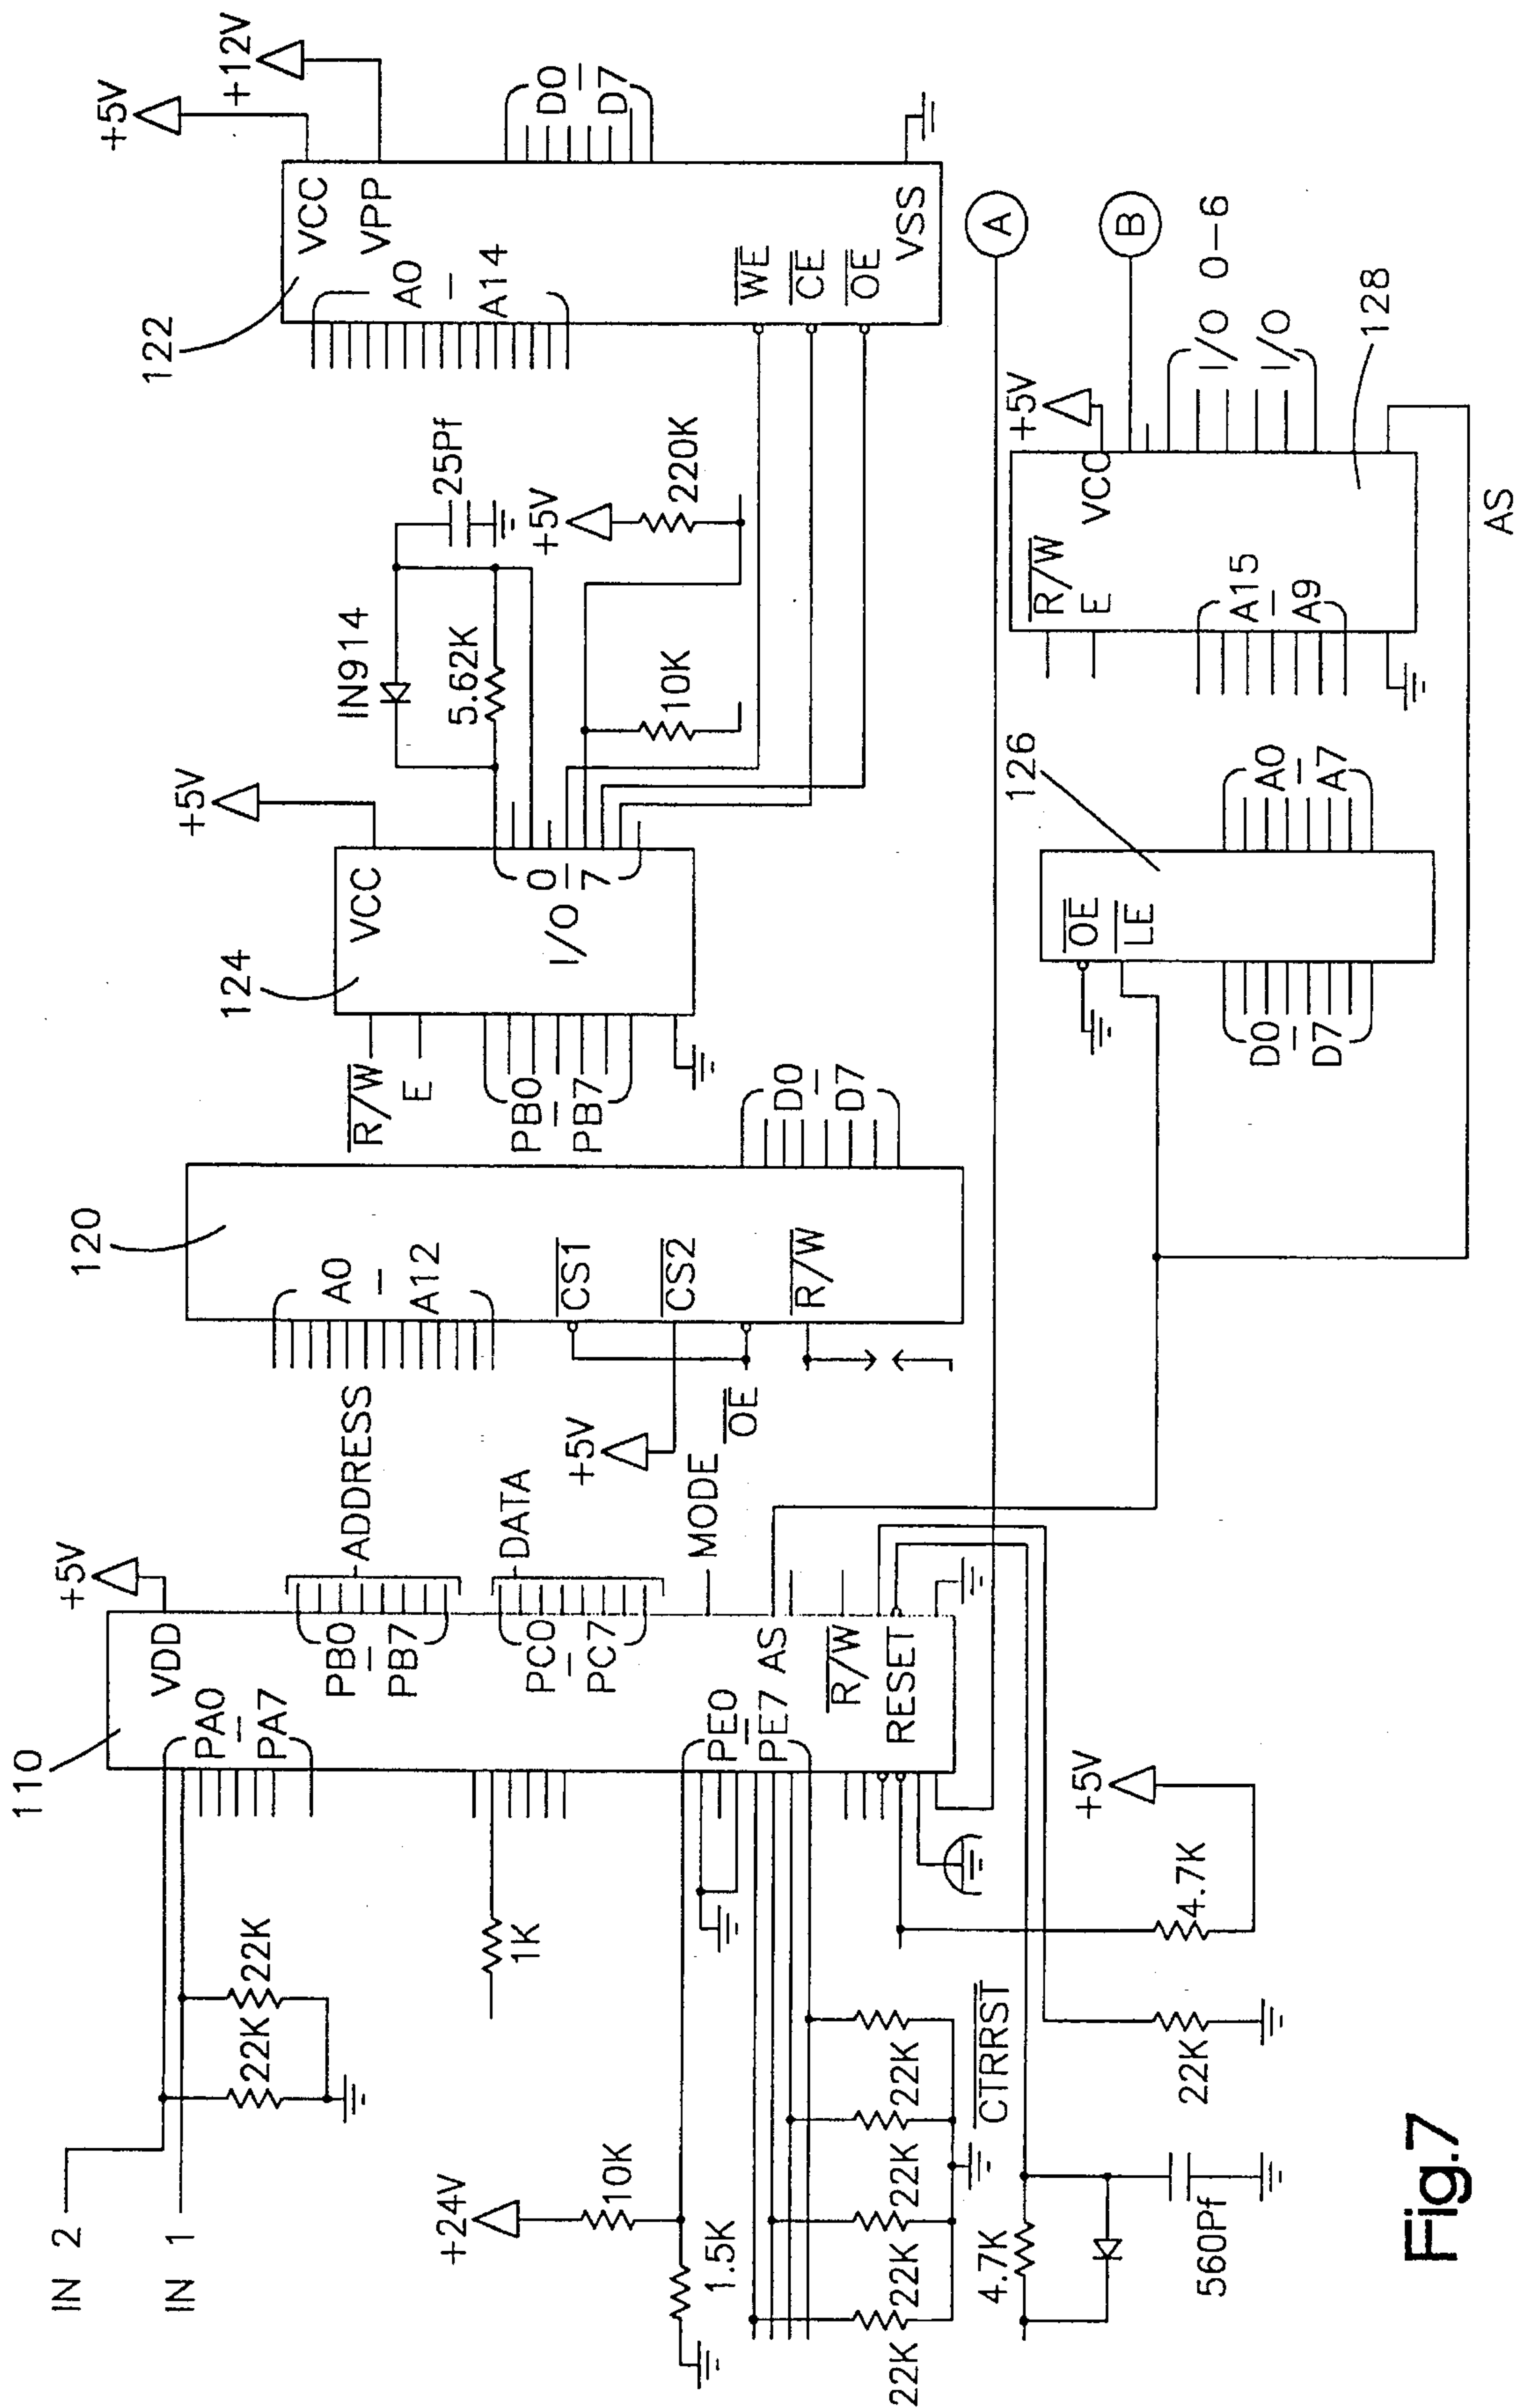 IN 2
IN 1
22K
22K
110
VDD
+5V
PA0
—
PA7
PB0
—
PB7
ADDRESS
PC0
—
PC7
DATA
1K
MODE
PE0
—
PE7
AS
R/W
RESET
+24V
10K
1.5K
22K
22K
22K
22K
CTRRST
4.7K
560Pf
22K
4.7K
+5V
120
A0
—
A12
CS1
CS2
+5V
OE
R/W
D0
—
D7
124
VCC
+5V
R/W
E
PB0
—
PB7
I/O
0
—
7
IN914
5.62K
25Pf
+5V
10K
220K
122
VCC
+5V
VPP
+12V
A0
—
A14
D0
—
D7
WE
CE
OE
VSS
A
B
126
OE
LE
D0
—
D7
A0
—
A7
+5V
R/W
E
VCC
A15
—
A9
I/O 0-6
I/O
128
AS
Fig.7